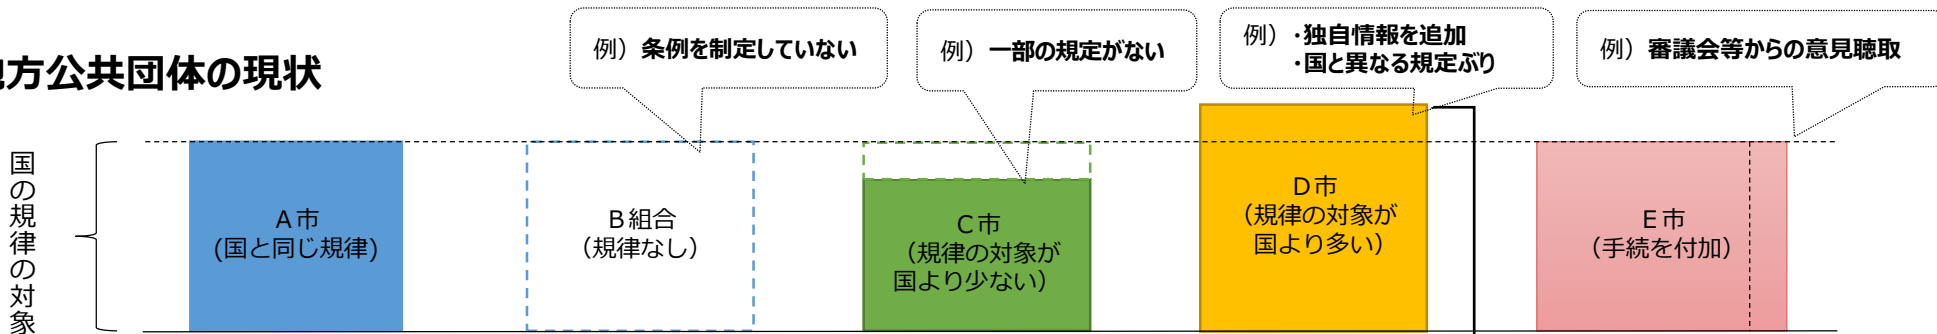 地方公共団体の現状
例）条例を制定していない
例）一部の規定がない
例）・独自情報を追加
・国と異なる規定ぶり
例）審議会等からの意見聴取
国の規律の対象
A市
(国と同じ規律)
B組合
（規律なし）
C市
（規律の対象が
国より少ない）
D市
（規律の対象が
国より多い）
E市
（手続を付加）